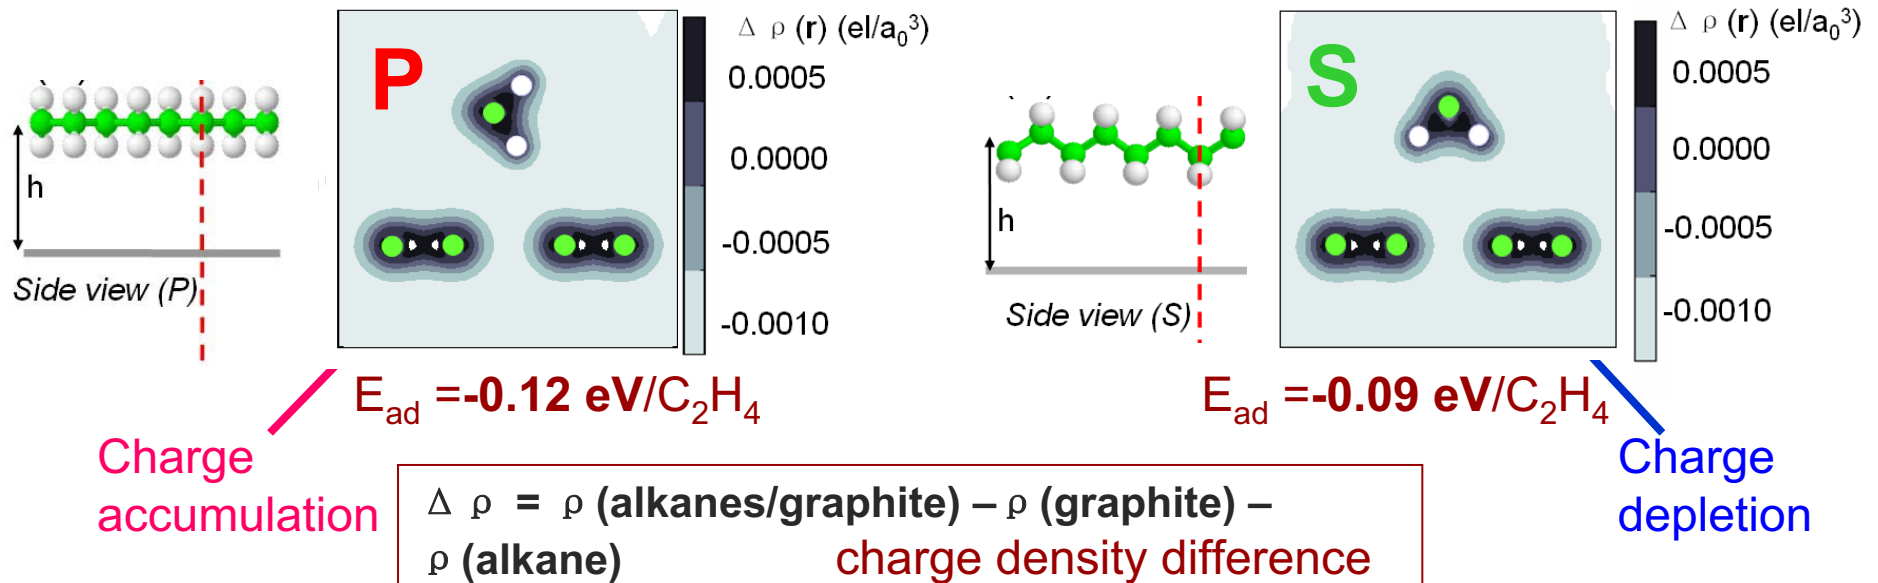 P
Δ ρ (r) (el/a₀³)
0.0005
0.0000
-0.0005
-0.0010
h
Side view (P)
S
Δ ρ (r) (el/a₀³)
0.0005
0.0000
-0.0005
-0.0010
h
Side view (S)
E_ad =-0.12 eV/C₂H₄
E_ad =-0.09 eV/C₂H₄
Charge
accumulation
Charge
depletion
Δ ρ = ρ (alkanes/graphite) – ρ (graphite) –
ρ (alkane) charge density difference